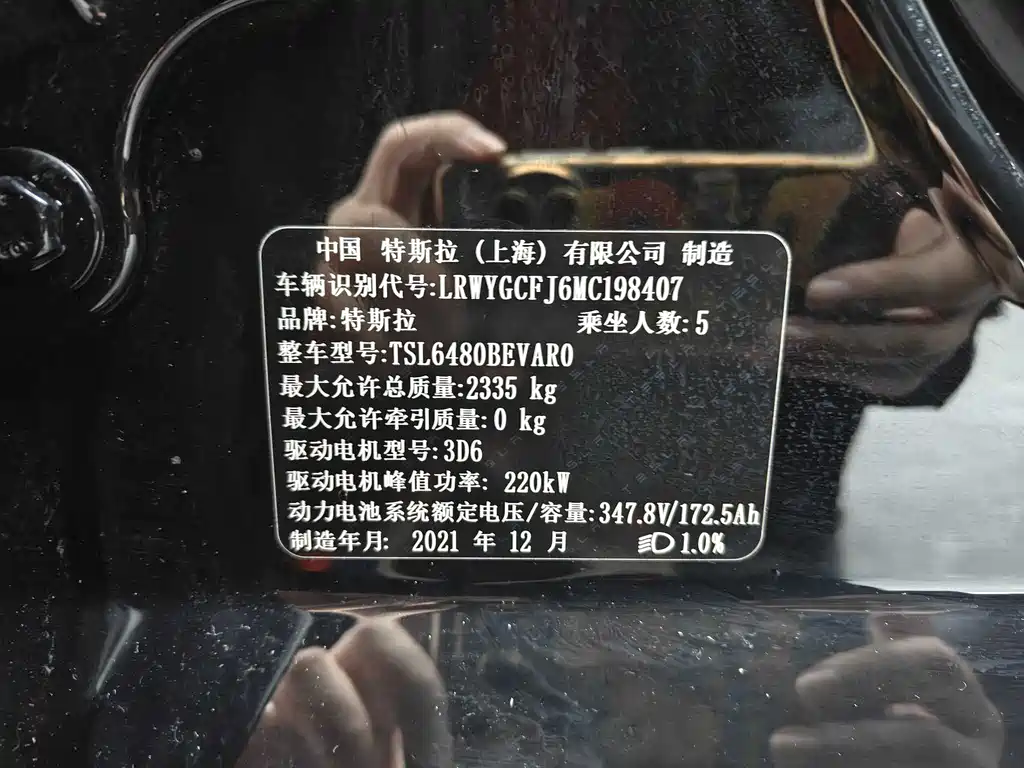 中国 特斯拉 (上海) 有限公司 制造
车辆识别代号:LRWYGCFJ6MC198407
品牌:特斯拉 乘坐人数:5
整车型号:TSL6480BEVAR0
最大允许总质量:2335 kg
最大允许牵引质量:0 kg
驱动电机型号:3D6
驱动电机峰值功率: 220kW
动力电池系统额定电压/容量:347.8V/172.5Ah
制造年月: 2021 年 12 月 1.0%